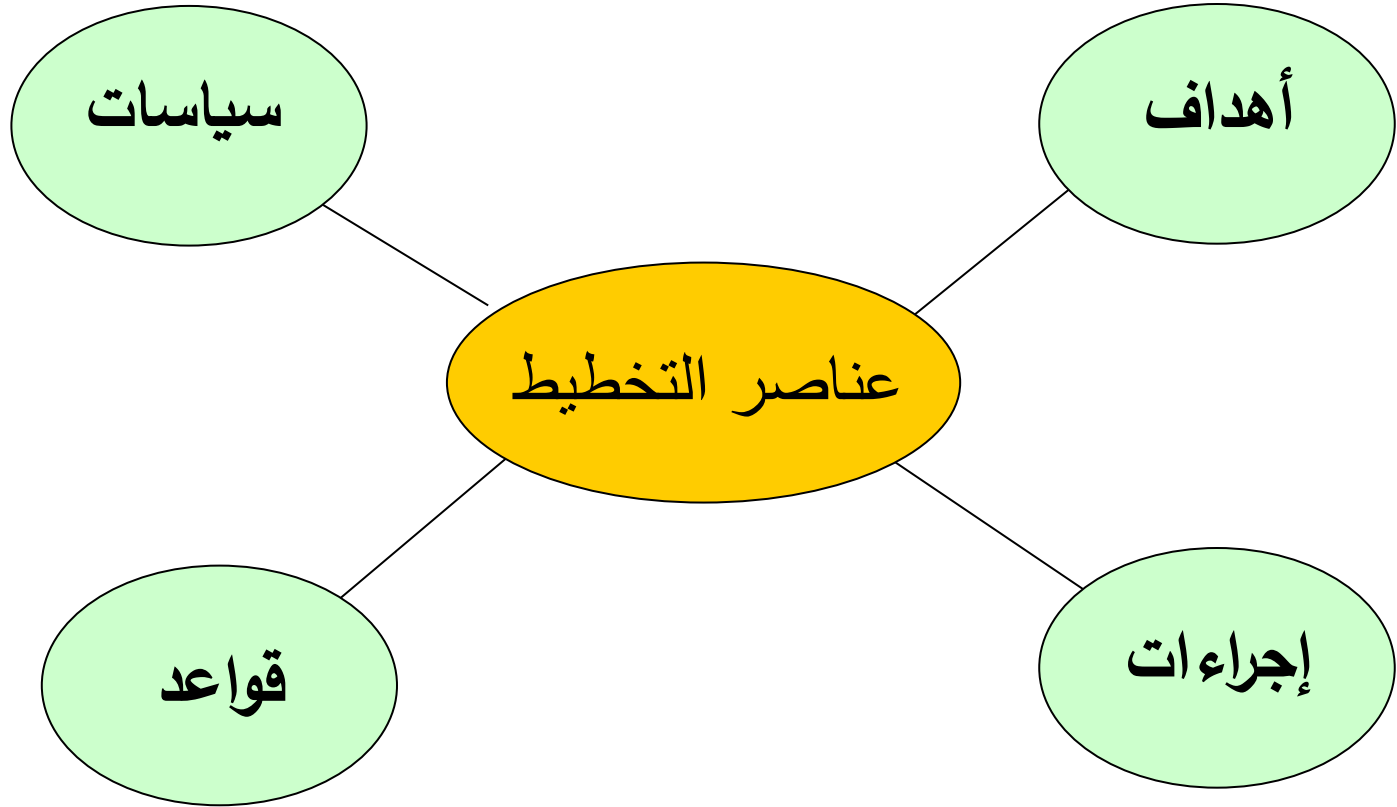 أهداف
سياسات
عناصر التخطيط
إجراءات
قواعد